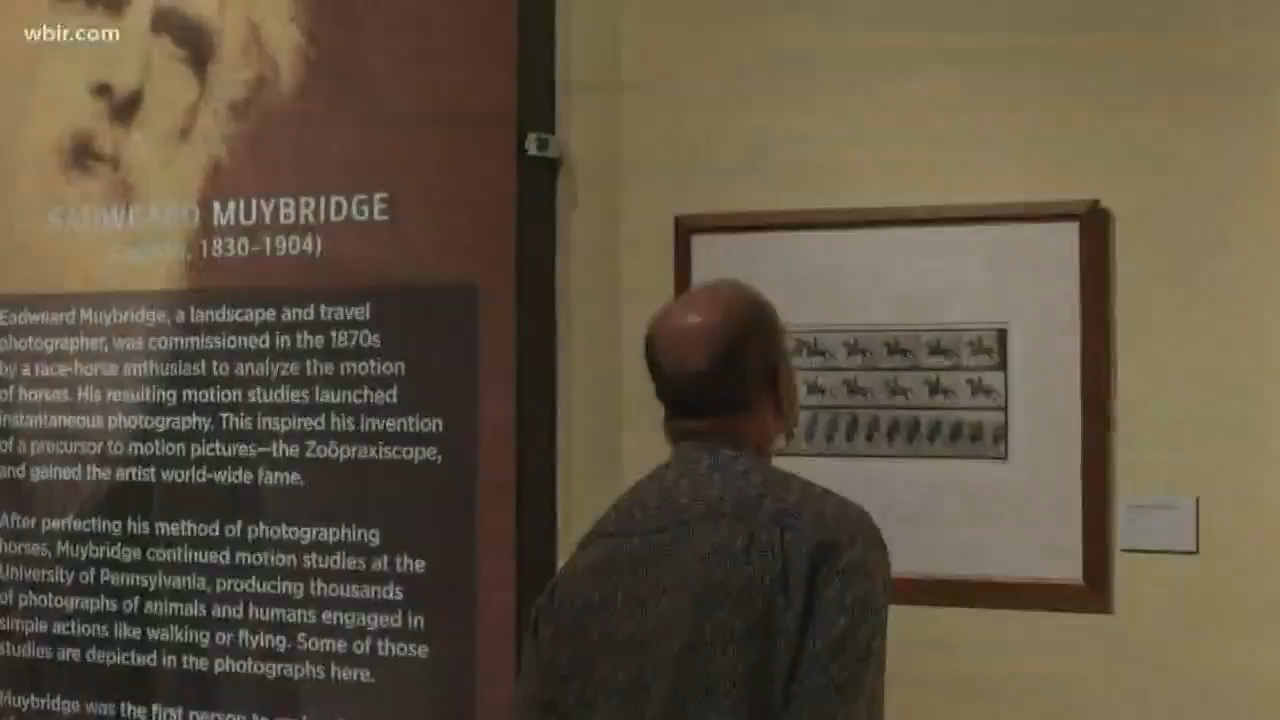 wbir.com
EADWEARD MUYBRIDGE
1830–1904)
Eadweard Muybridge, a landscape and travel
photographer, was commissioned in the 1870s
by a race-horse enthusiast to analyze the motion
of horses. His resulting motion studies launched
instantaneous photography. This inspired his invention
of a precursor to motion pictures—the Zoöpraxiscope,
and gained the artist world-wide fame.
After perfecting his method of photographing
horses, Muybridge continued motion studies at the
University of Pennsylvania, producing thousands
of photographs of animals and humans engaged in
simple actions like walking or flying. Some of those
studies are depicted in the photographs here.
Muybridge was the first person to